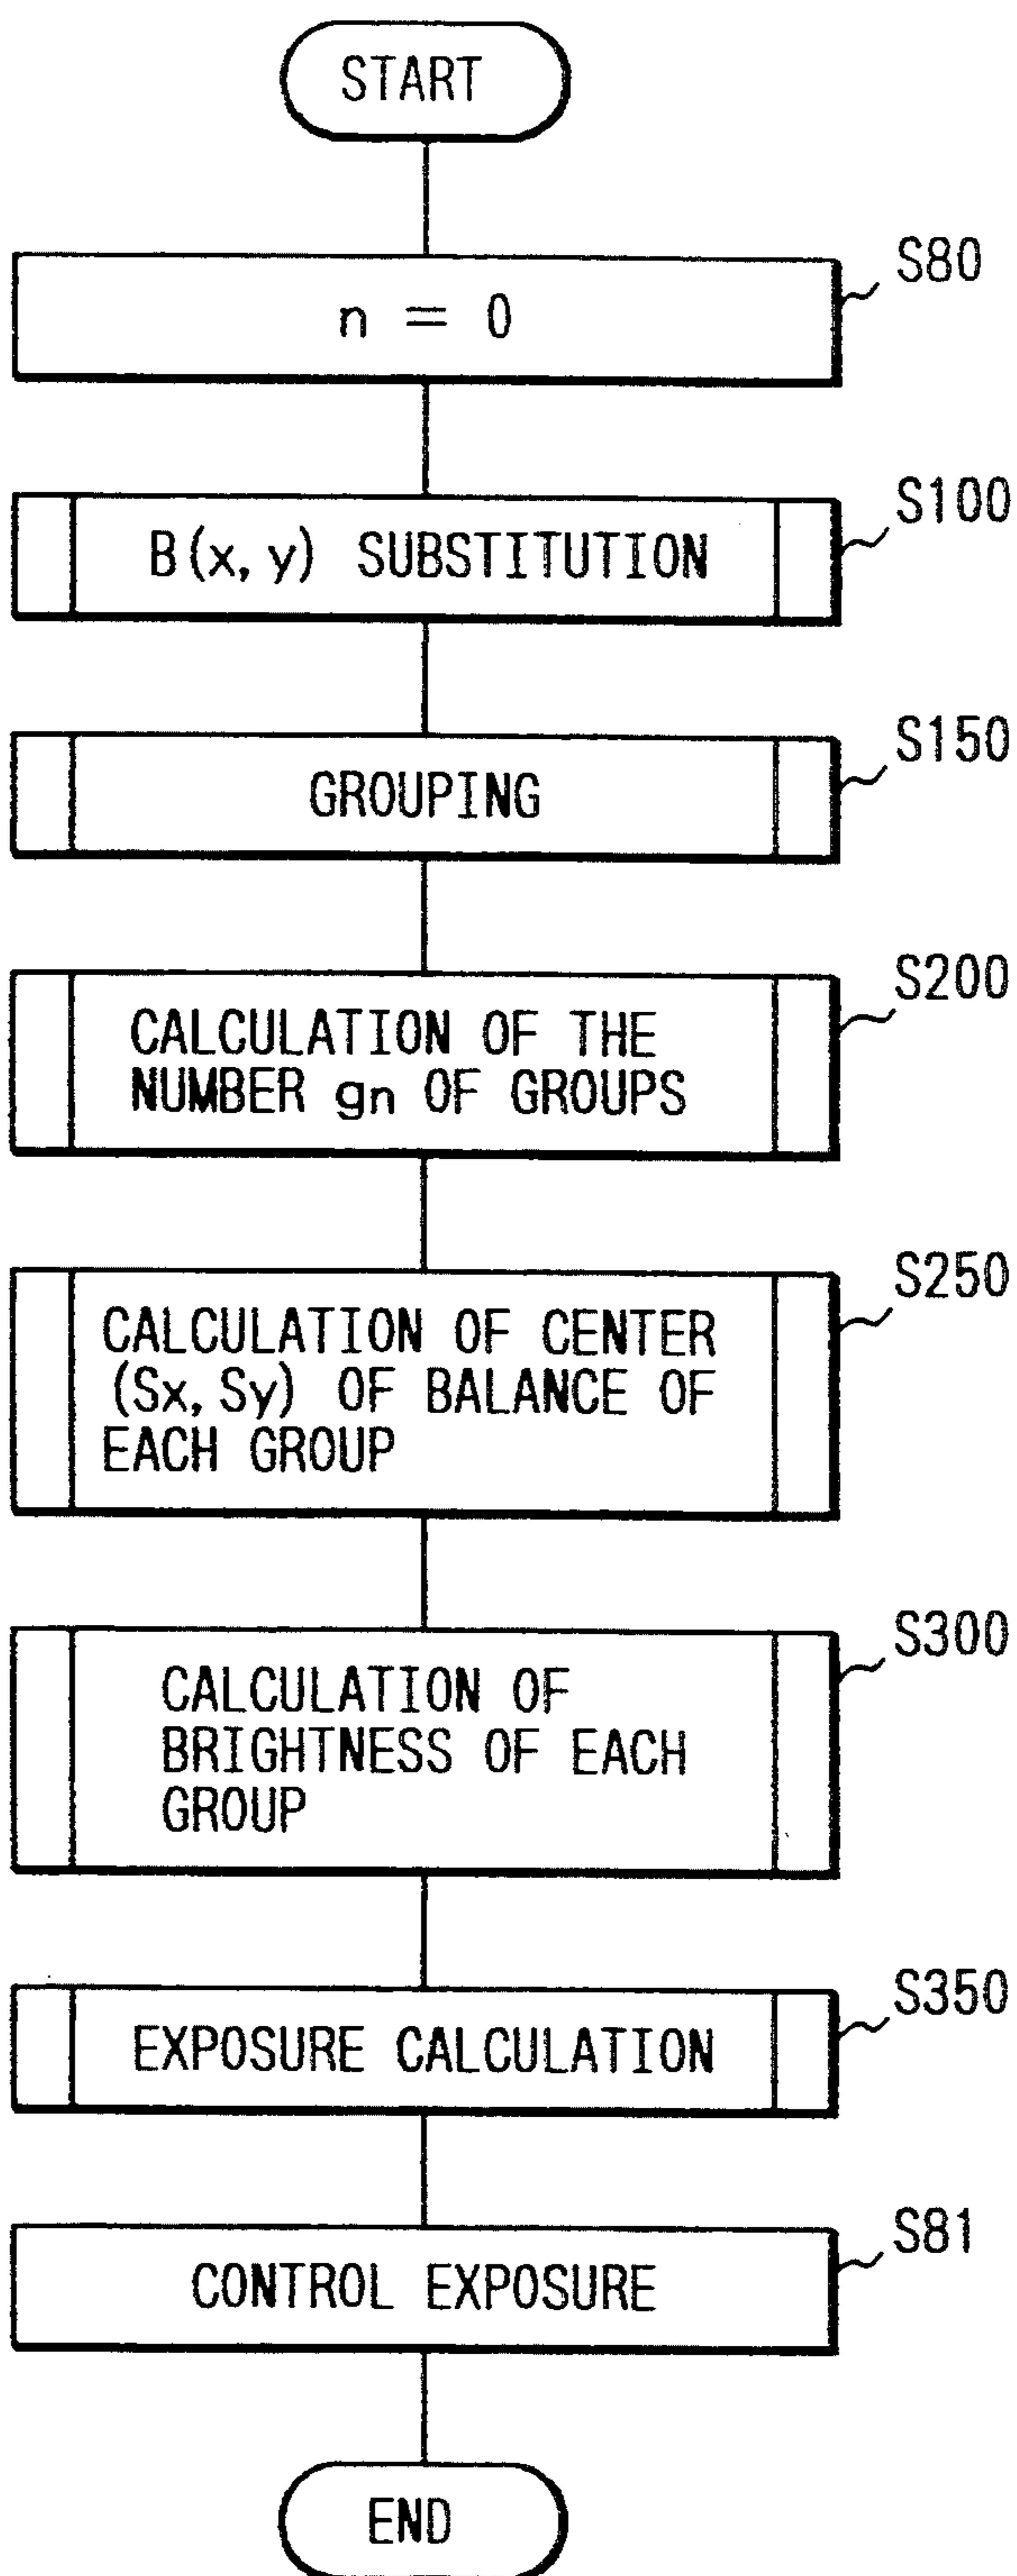 START
S80
n = 0
S100
B(x, y) SUBSTITUTION
S150
GROUPING
S200
CALCULATION OF THE
NUMBER gn OF GROUPS
S250
CALCULATION OF CENTER
(Sx, Sy) OF BALANCE OF
EACH GROUP
S300
CALCULATION OF
BRIGHTNESS OF EACH
GROUP
S350
EXPOSURE CALCULATION
S81
CONTROL EXPOSURE
END